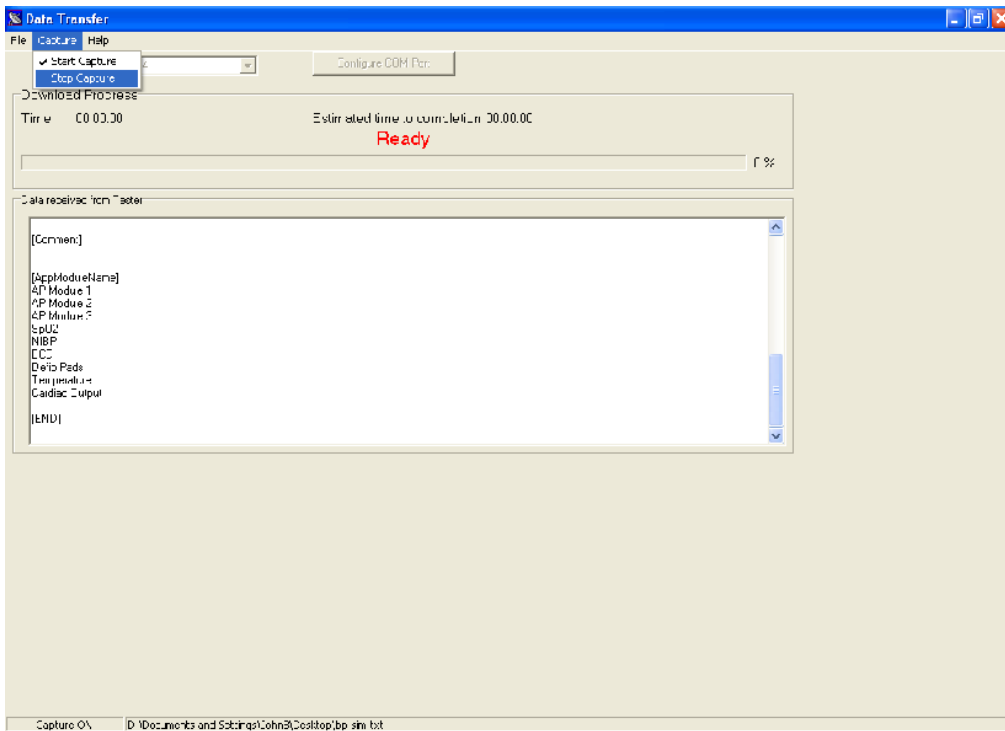 Data Transfer
File Capture Help
Start Capture
Stop Capture
Configure COM Port
Download Progress
Time 00:00:00 Estimated time to completion 00:00:00
Ready
0 %
Data received from Tester
[Comment]
[AppModuleName]
AP Module 1
AP Module 2
AP Module 3
SpO2
NIBP
ECG
Defib Pads
Temperature
Cardiac Output
[END]
Capture ON D:\Documents and Settings\JohnB\Desktop\bp sim.txt